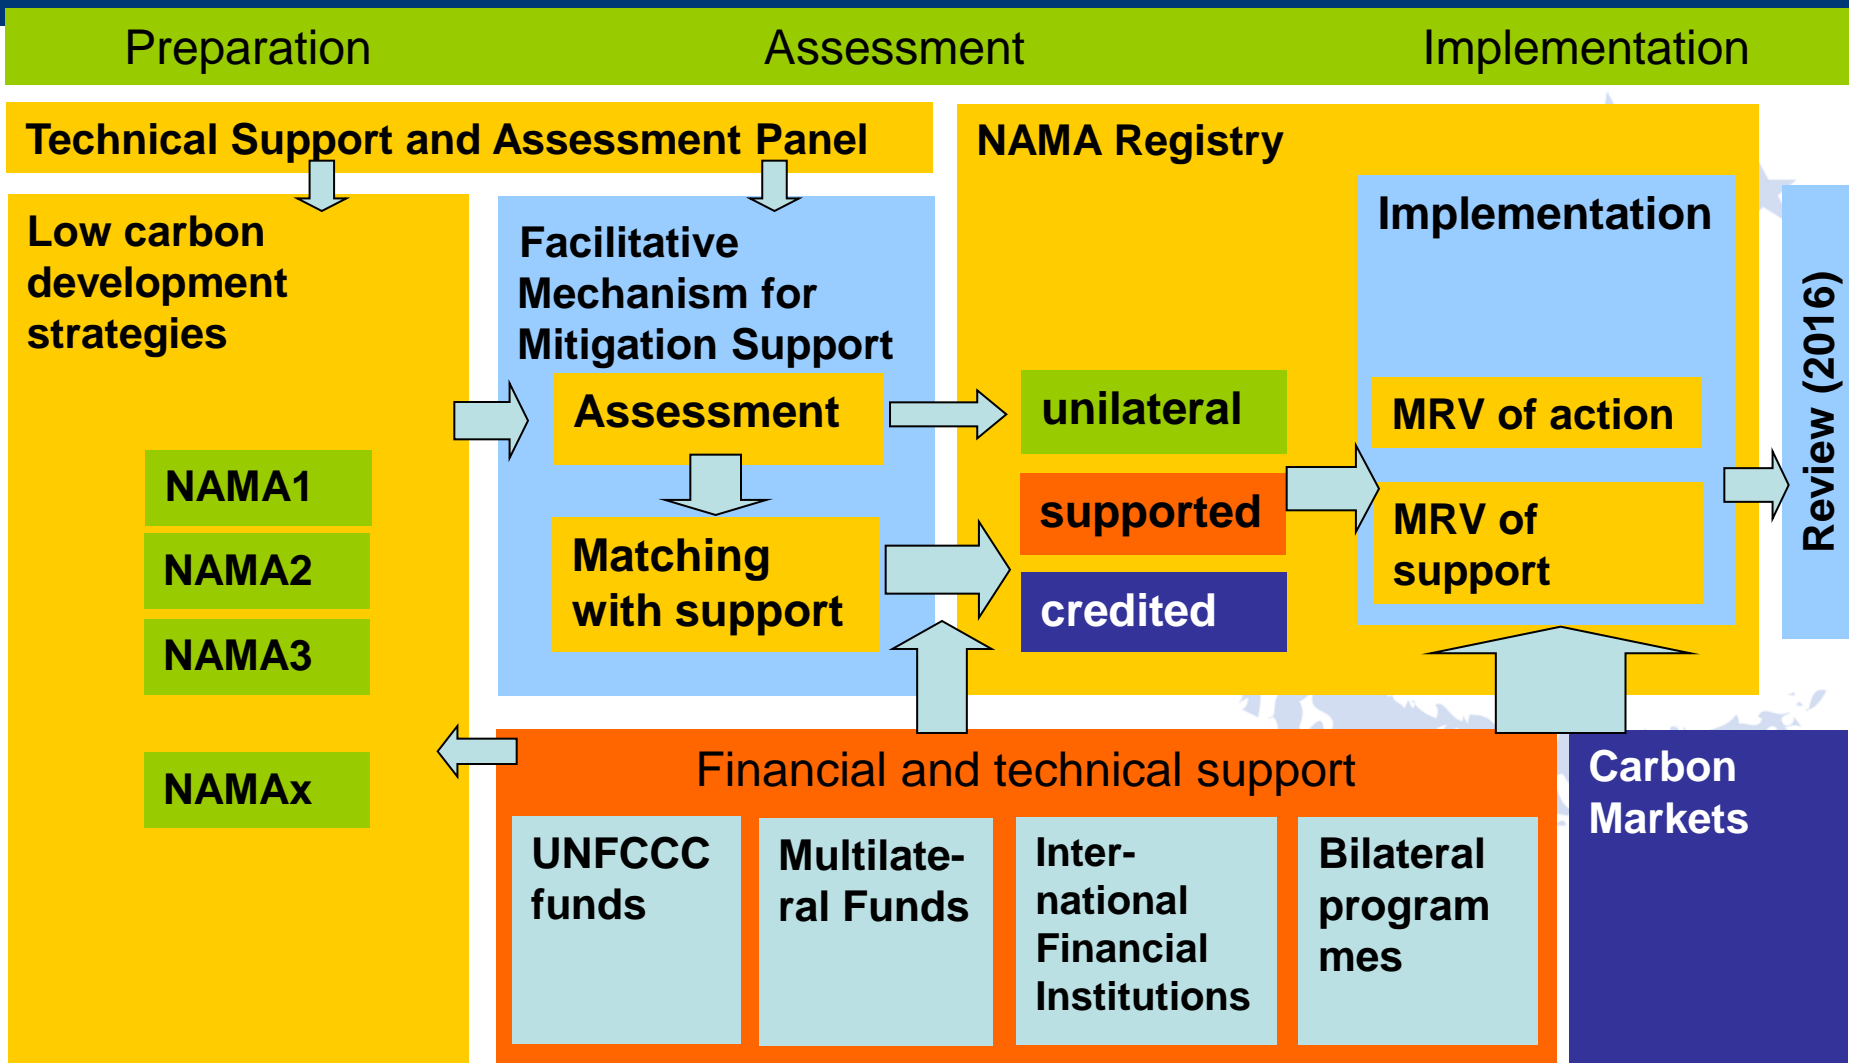 Preparation
Assessment
Implementation
Technical Support and Assessment Panel
NAMA Registry
Low carbon
development
strategies
NAMA1
NAMA2
NAMA3
NAMAx
Facilitative
Mechanism for
Mitigation Support
Assessment
Matching
with support
unilateral
supported
credited
Implementation
MRV of action
MRV of
support
Review (2016)
Financial and technical support
UNFCCC
funds
Multilate-
ral Funds
Inter-
national
Financial
Institutions
Bilateral
program
mes
Carbon
Markets